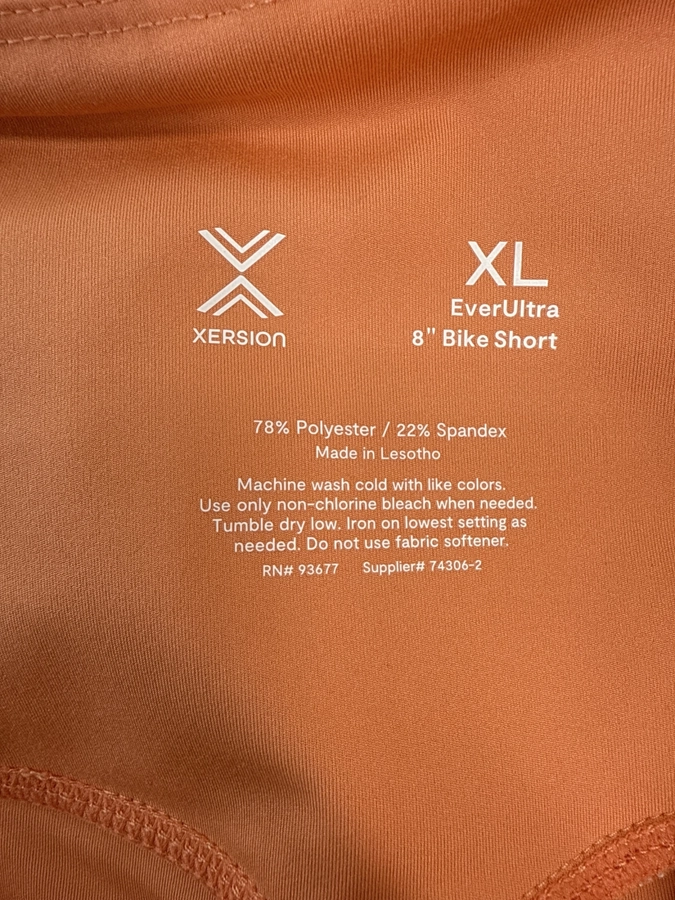 XERSION
XL
EverUltra
8" Bike Short
78% Polyester / 22% Spandex
Made in Lesotho
Machine wash cold with like colors.
Use only non-chlorine bleach when needed.
Tumble dry low. Iron on lowest setting as
needed. Do not use fabric softener.
RN# 93677 Supplier# 74306-2